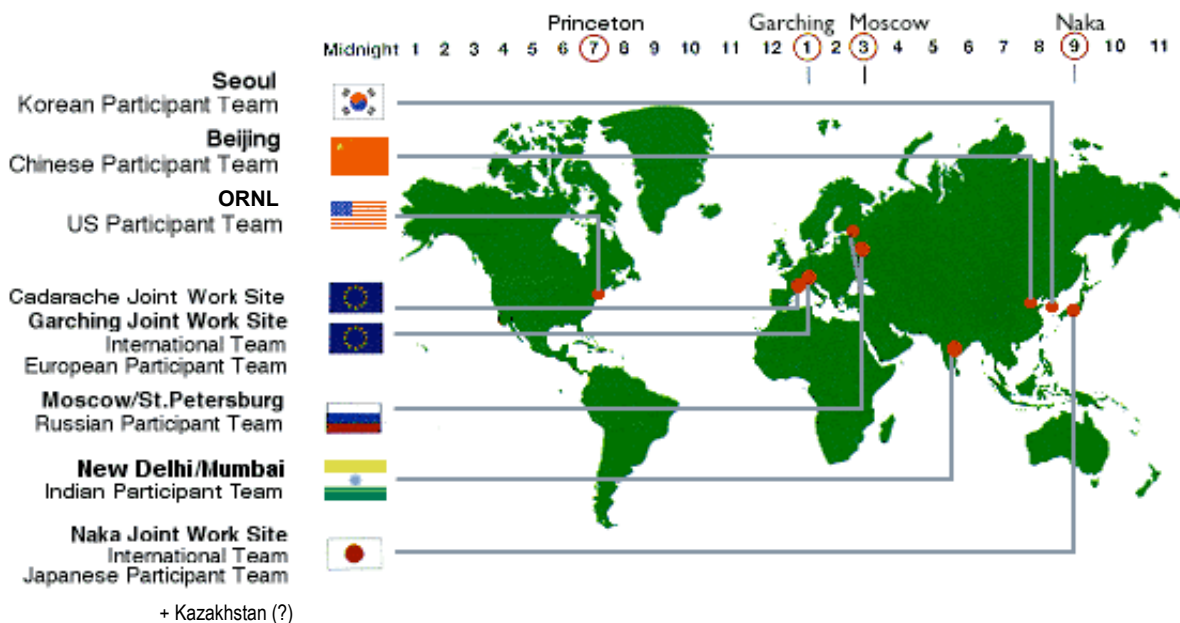 Princeton Garching Moscow Naka
Midnight 1 2 3 4 5 6 7 8 9 10 11 12 1 2 3 4 5 6 7 8 9 10 11
Seoul
Korean Participant Team
Beijing
Chinese Participant Team
ORNL
US Participant Team
Cadarache Joint Work Site
Garching Joint Work Site
International Team
European Participant Team
Moscow/St.Petersburg
Russian Participant Team
New Delhi/Mumbai
Indian Participant Team
Naka Joint Work Site
International Team
Japanese Participant Team
+ Kazakhstan (?)